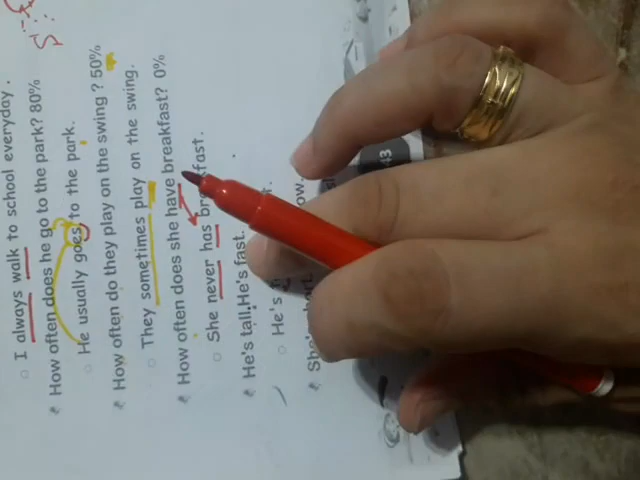 I always walk to school everyday.
How often does he go to the park? 80%
He usually goes to the park.
How often do they play on the swing? 50%
They sometimes play on the swing.
How often does she have breakfast? 0%
She never has breakfast.
He's tall.He's fast.
He's
43